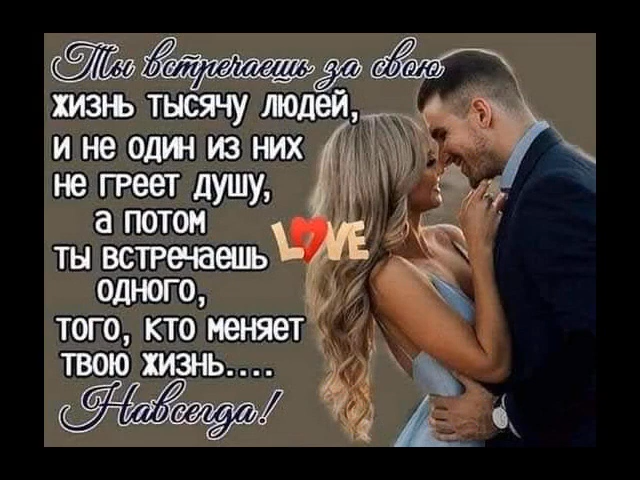 Ты встречаешь за свою
жизнь тысячу людей,
и не один из них
не греет душу,
а потом
ты встречаешь
одного,
того, кто меняет
твою жизнь....
Навсегда!
LOVE